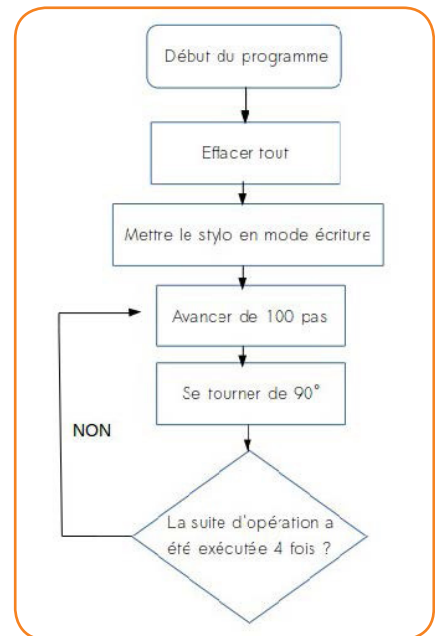 Début du programme
Effacer tout
Mettre le stylo en mode écriture
Avancer de 100 pas
Se tourner de 90°
NON
La suite d'opération a
été exécutée 4 fois ?